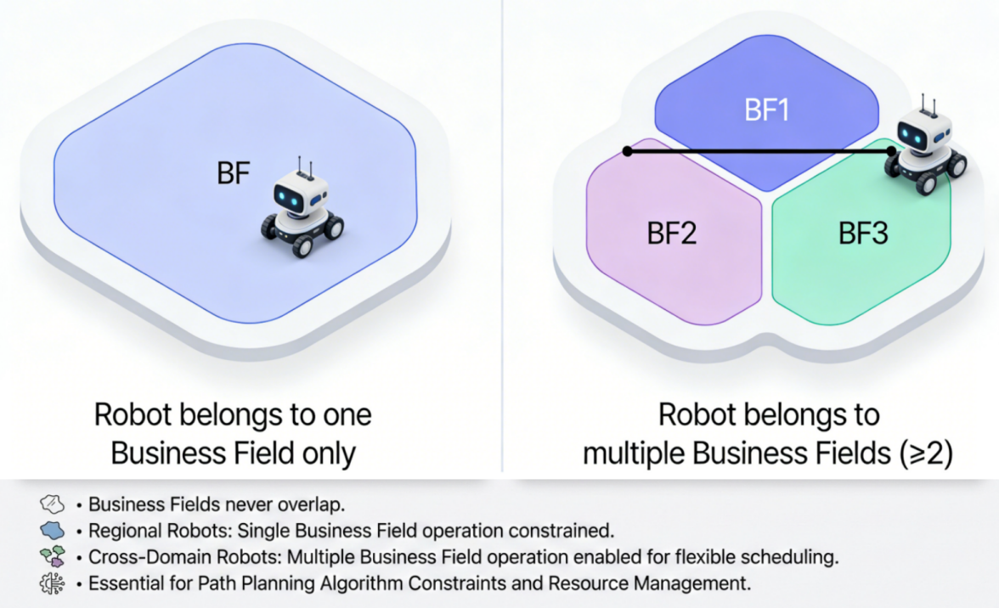 BF
BF1
BF2
BF3
Robot belongs to one
Business Field only
Robot belongs to
multiple Business Fields (≥2)
• Business Fields never overlap.
• Regional Robots: Single Business Field operation constrained.
• Cross-Domain Robots: Multiple Business Field operation enabled for flexible scheduling.
• Essential for Path Planning Algorithm Constraints and Resource Management.